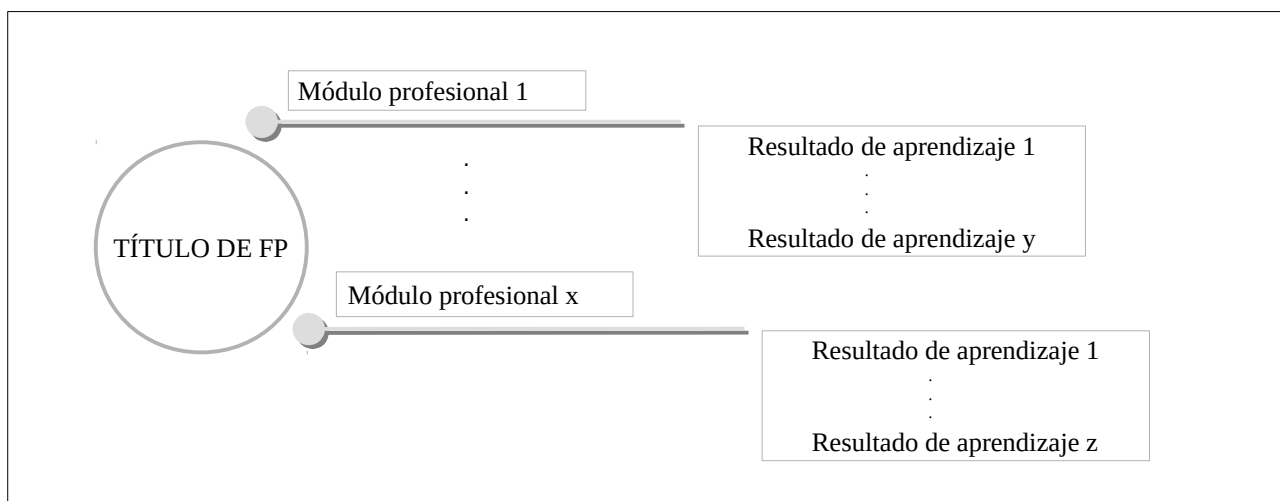 Módulo profesional 1
Resultado de aprendizaje 1
.
.
.
Resultado de aprendizaje y
.
.
.
TÍTULO DE FP
Módulo profesional x
Resultado de aprendizaje 1
.
.
.
Resultado de aprendizaje z